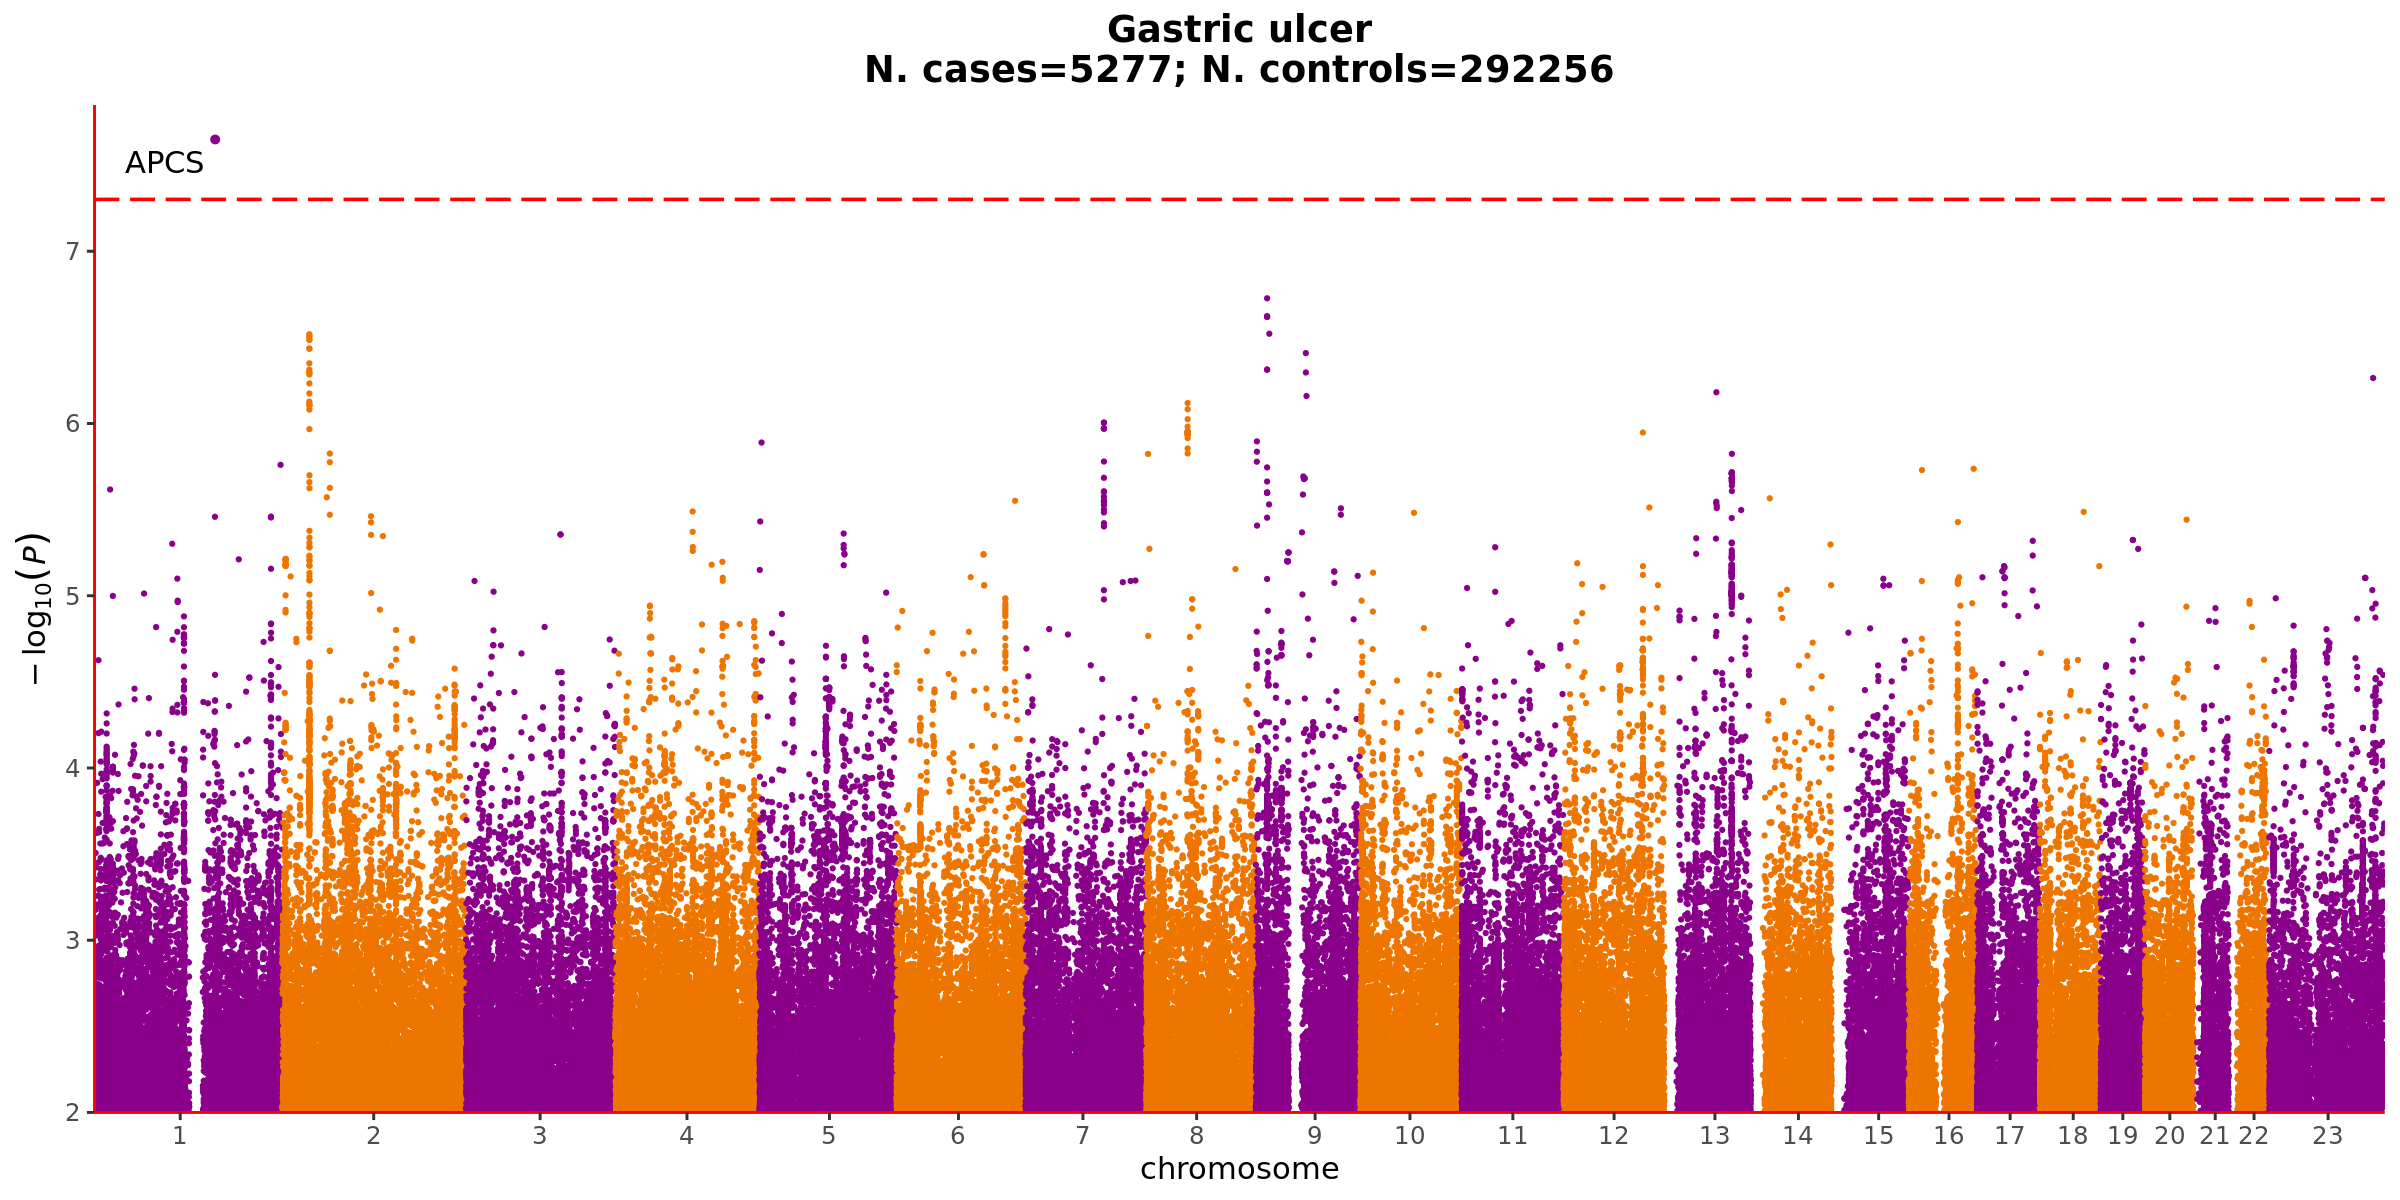 Gastric ulcer
N. cases=5277; N. controls=292256
APCS
7
6
5
4
3
2
−log₁₀(P)
1 2 3 4 5 6 7 8 9 10 11 12 13 14 15 16 17 18 19 20 21 22 23
chromosome